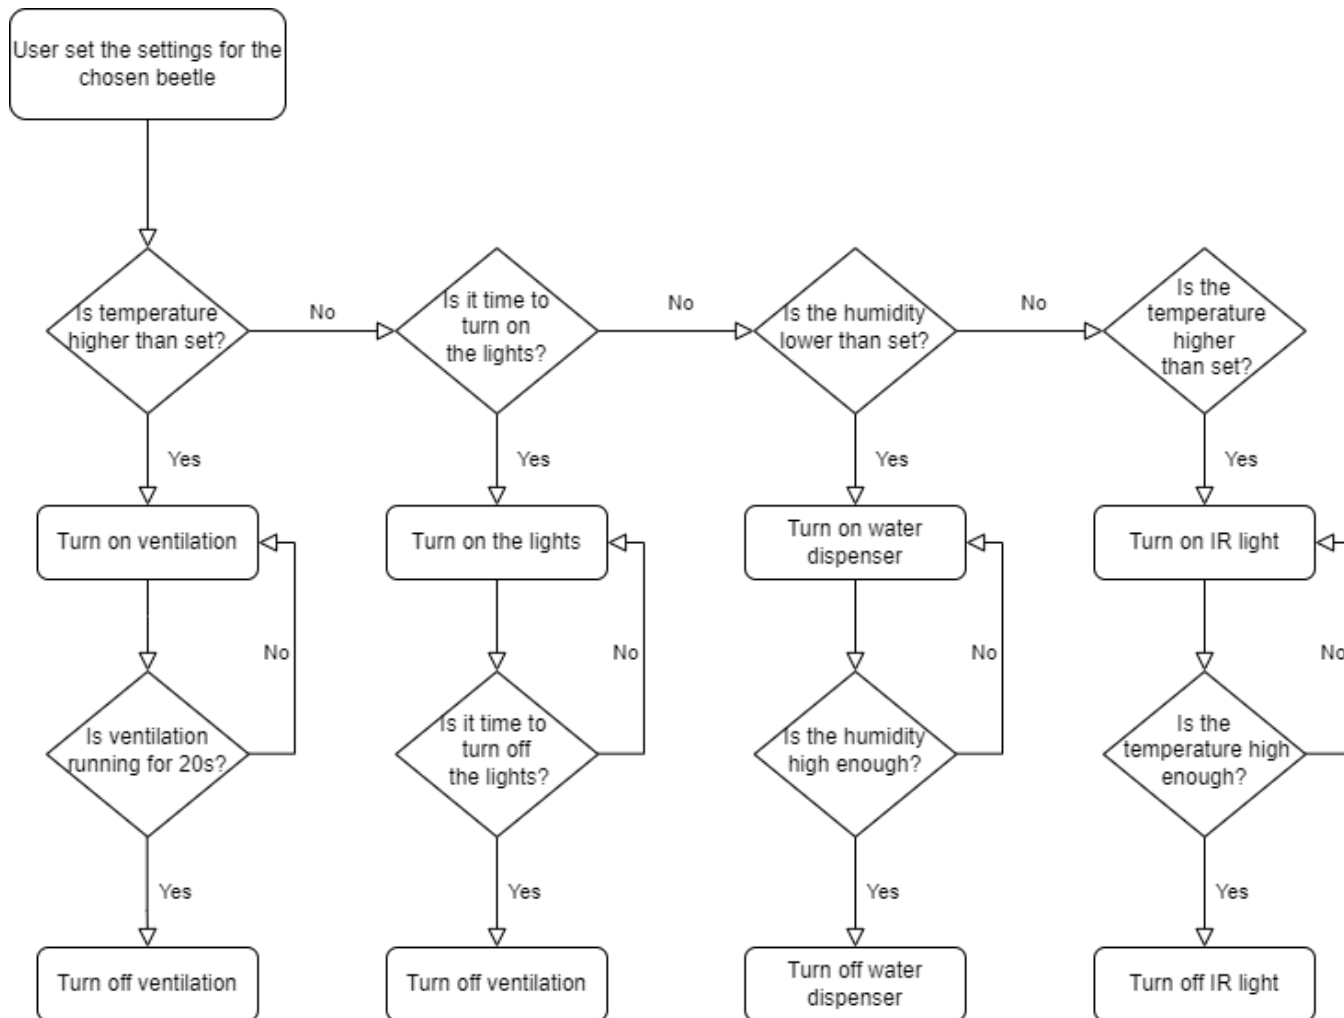 User set the settings for the
chosen beetle
Is temperature
higher than set?
No
Is it time to
turn on
the lights?
No
Is the humidity
lower than set?
No
Is the
temperature
higher
than set?
Yes
Yes
Yes
Yes
Turn on ventilation
Turn on the lights
Turn on water
dispenser
Turn on IR light
No
No
No
No
Is ventilation
running for 20s?
Is it time to
turn off
the lights?
Is the humidity
high enough?
Is the
temperature high
enough?
Yes
Yes
Yes
Yes
Turn off ventilation
Turn off ventilation
Turn off water
dispenser
Turn off IR light